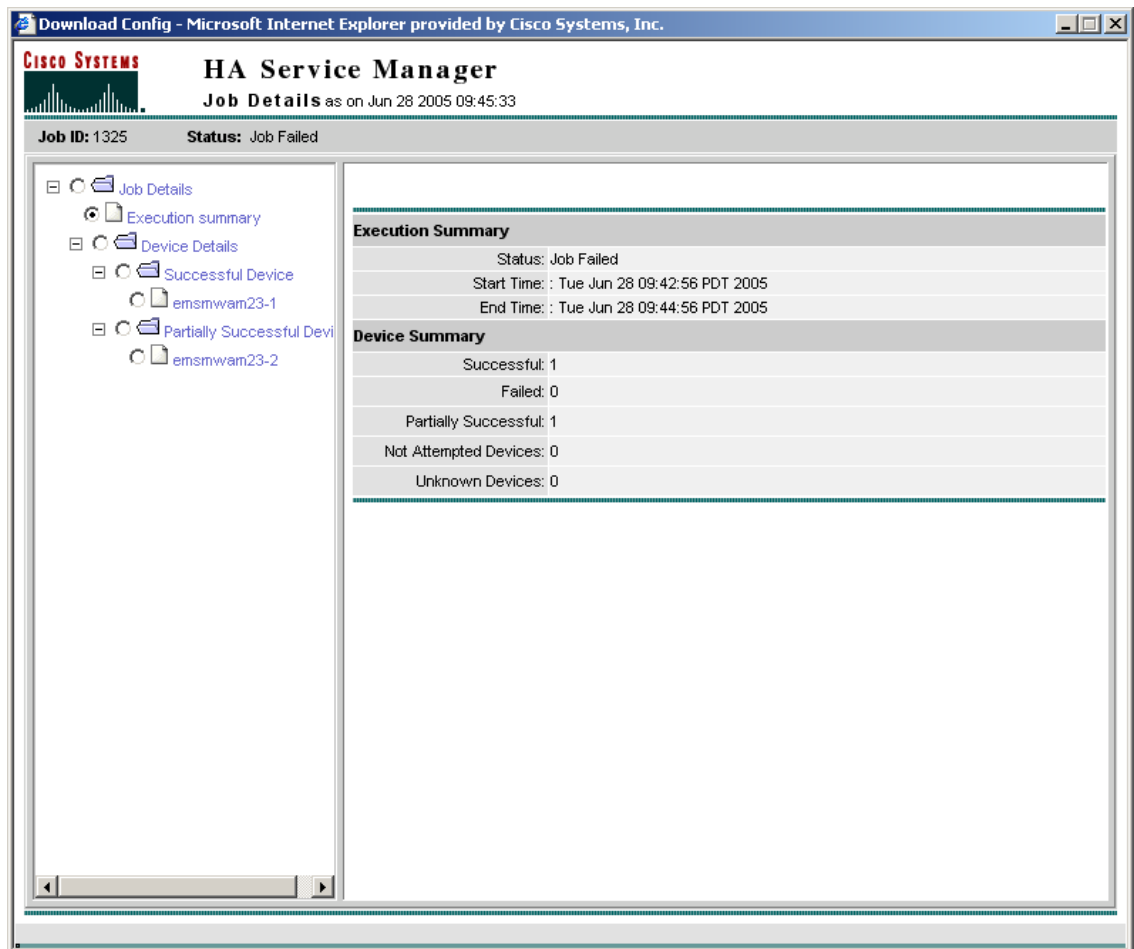 Download Config - Microsoft Internet Explorer provided by Cisco Systems, Inc.
CISCO SYSTEMS
HA Service Manager
Job Details as on Jun 28 2005 09:45:33
Job ID: 1325 Status: Job Failed
Job Details
Execution summary
Device Details
Successful Device
emsmwam23-1
Partially Successful Devi
emsmwam23-2
Execution Summary
Status: Job Failed
Start Time: : Tue Jun 28 09:42:56 PDT 2005
End Time: : Tue Jun 28 09:44:56 PDT 2005
Device Summary
Successful: 1
Failed: 0
Partially Successful: 1
Not Attempted Devices: 0
Unknown Devices: 0